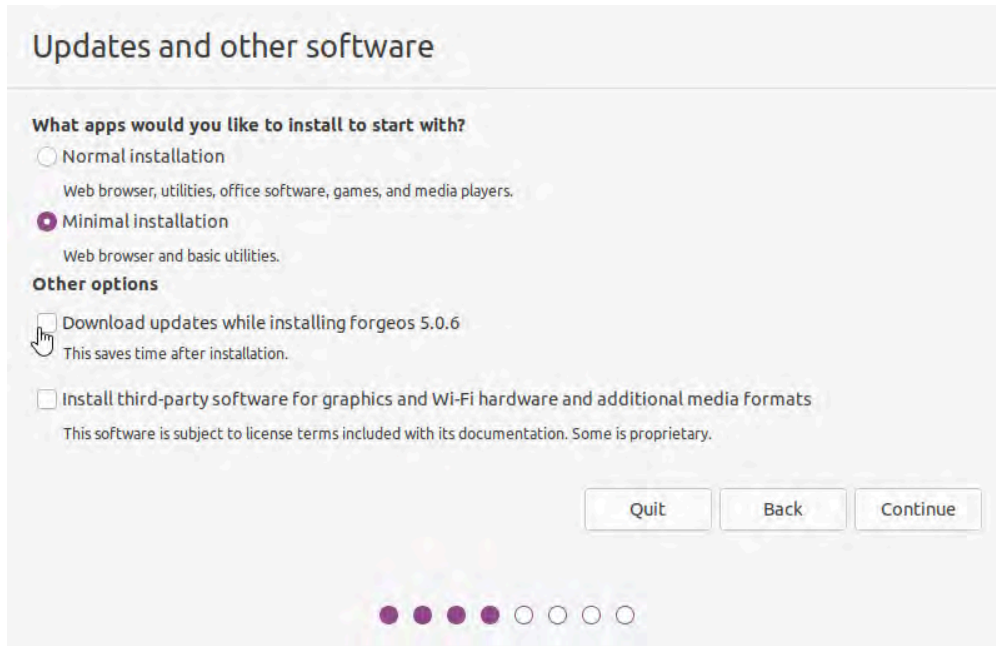 Updates and other software
What apps would you like to install to start with?
Normal installation
Web browser, utilities, office software, games, and media players.
Minimal installation
Web browser and basic utilities.
Other options
Download updates while installing forgeos 5.0.6
This saves time after installation.
Install third-party software for graphics and Wi-Fi hardware and additional media formats
This software is subject to license terms included with its documentation. Some is proprietary.
Quit Back Continue